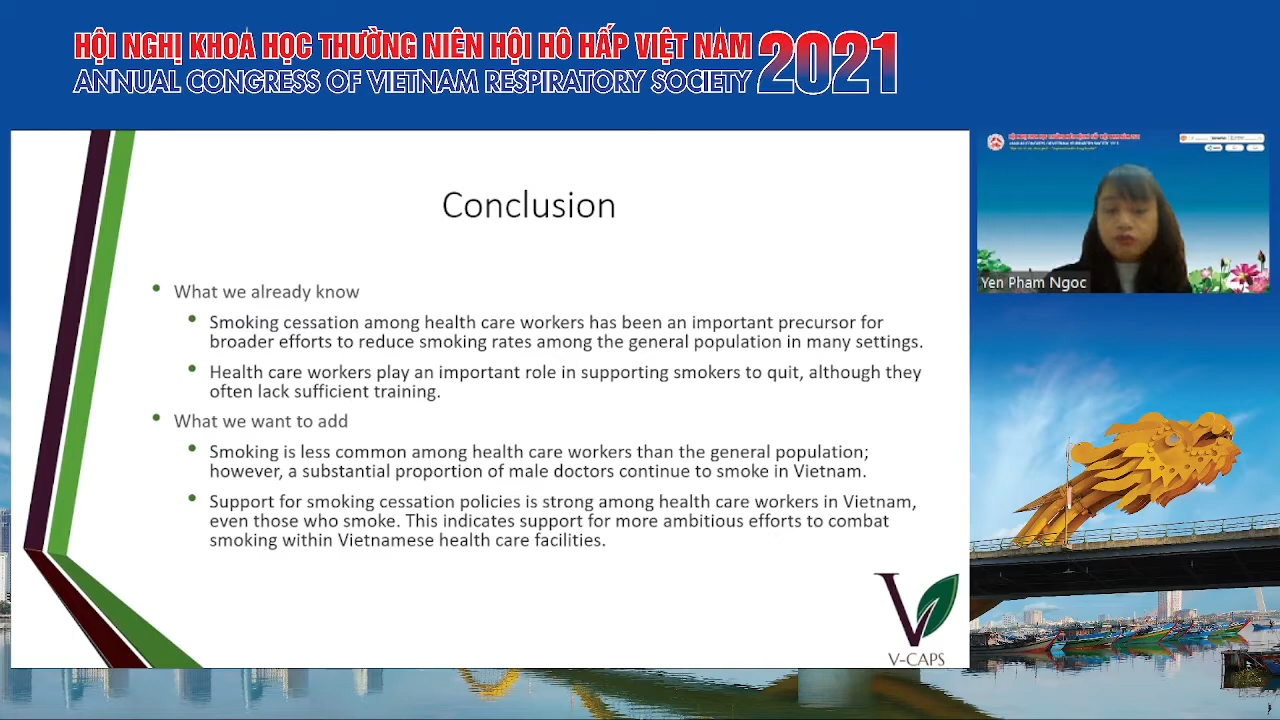 HỘI NGHỊ KHOA HỌC THƯỜNG NIÊN HỘI HÔ HẤP VIỆT NAM 2021
ANNUAL CONGRESS OF VIETNAM RESPIRATORY SOCIETY
Conclusion
What we already know
Smoking cessation among health care workers has been an important precursor for
broader efforts to reduce smoking rates among the general population in many settings.
Health care workers play an important role in supporting smokers to quit, although they
often lack sufficient training.
What we want to add
Smoking is less common among health care workers than the general population;
however, a substantial proportion of male doctors continue to smoke in Vietnam.
Support for smoking cessation policies is strong among health care workers in Vietnam,
even those who smoke. This indicates support for more ambitious efforts to combat
smoking within Vietnamese health care facilities.
V-CAPS
Yen Pham Ngoc